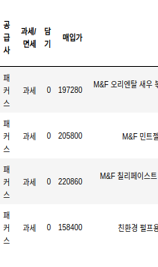 공
급
사
과세/
면세
담
기
매입가
패
커
스
과세
0
197280
M&F 오리엔탈 새우 볶
패
커
스
과세
0
205800
M&F 민트젤
패
커
스
과세
0
220860
M&F 칠리페이스트
패
커
스
과세
0
158400
친환경 펄프용